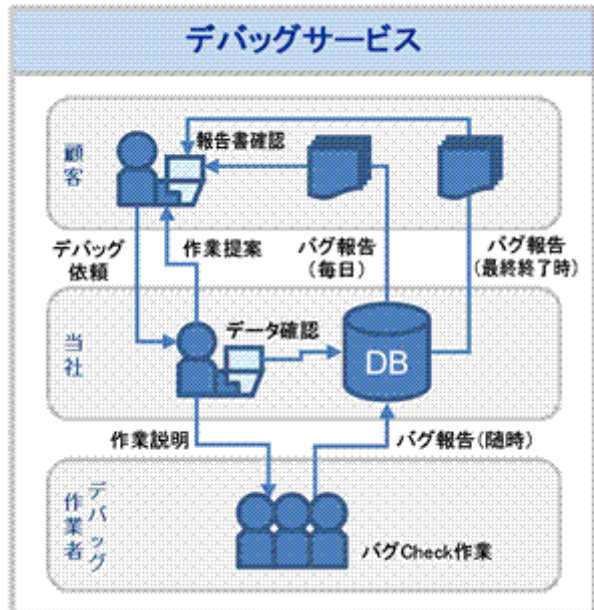 デバッグサービス
顧客
報告書確認
デバッグ
依頼
作業提案
バグ報告
(毎日)
バグ報告
(最終終了時)
当社
データ確認
DB
作業説明
バグ報告(随時)
デバッグ
作業者
バグCheck作業